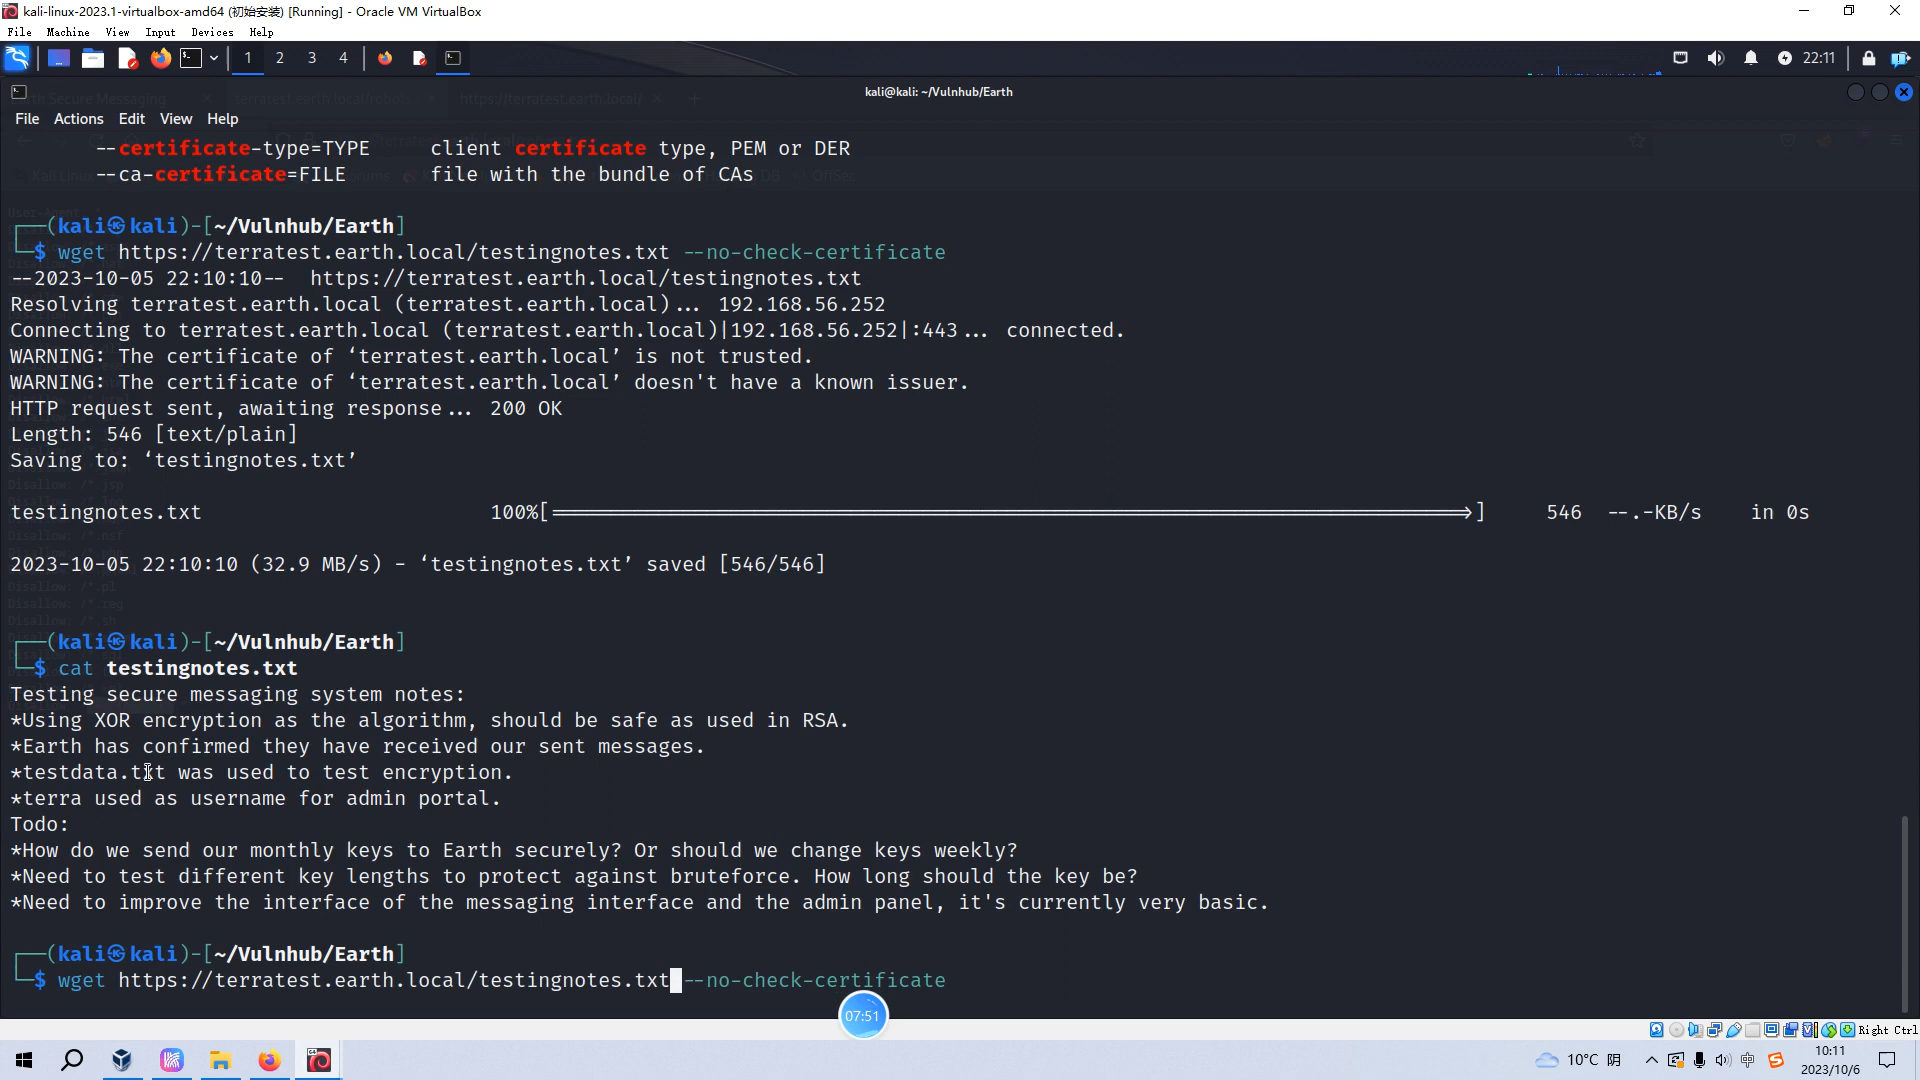 kali-linux-2023.1-virtualbox-amd64 (初始安装) [Running] - Oracle VM VirtualBox
File Machine View Input Devices Help
1 2 3 4 22:11
kali@kali: ~/Vulnhub/Earth
File Actions Edit View Help
--certificate-type=TYPE client certificate type, PEM or DER
--ca-certificate=FILE file with the bundle of CAs
(kali㉿kali)-[~/Vulnhub/Earth]
$ wget https://terratest.earth.local/testingnotes.txt --no-check-certificate
--2023-10-05 22:10:10-- https://terratest.earth.local/testingnotes.txt
Resolving terratest.earth.local (terratest.earth.local)... 192.168.56.252
Connecting to terratest.earth.local (terratest.earth.local)|192.168.56.252|:443... connected.
WARNING: The certificate of ‘terratest.earth.local’ is not trusted.
WARNING: The certificate of ‘terratest.earth.local’ doesn't have a known issuer.
HTTP request sent, awaiting response... 200 OK
Length: 546 [text/plain]
Saving to: ‘testingnotes.txt’
testingnotes.txt 100%[===================>] 546 --.-KB/s in 0s
2023-10-05 22:10:10 (32.9 MB/s) - ‘testingnotes.txt’ saved [546/546]
(kali㉿kali)-[~/Vulnhub/Earth]
$ cat testingnotes.txt
Testing secure messaging system notes:
*Using XOR encryption as the algorithm, should be safe as used in RSA.
*Earth has confirmed they have received our sent messages.
*testdata.txt was used to test encryption.
*terra used as username for admin portal.
Todo:
*How do we send our monthly keys to Earth securely? Or should we change keys weekly?
*Need to test different key lengths to protect against bruteforce. How long should the key be?
*Need to improve the interface of the messaging interface and the admin panel, it's currently very basic.
(kali㉿kali)-[~/Vulnhub/Earth]
$ wget https://terratest.earth.local/testingnotes.txt --no-check-certificate
07:51
Right Ctrl
10°C 阴 中 10:11
2023/10/6